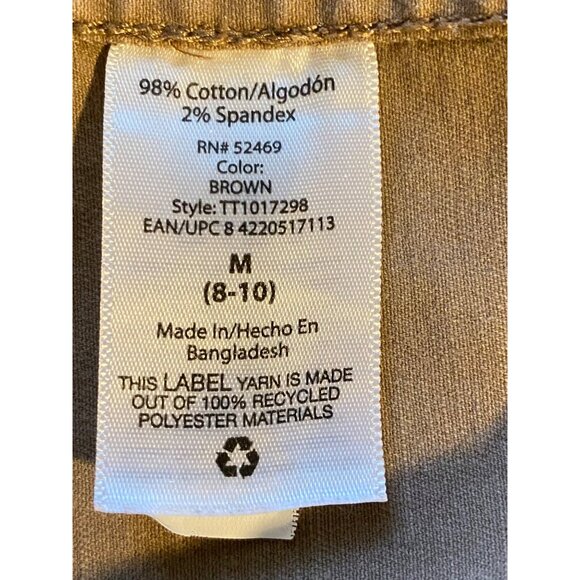 98% Cotton/Algodón
2% Spandex
RN# 52469
Color:
BROWN
Style: TT1017298
EAN/UPC 8 4220517113
M
(8-10)
Made In/Hecho En
Bangladesh
THIS LABEL YARN IS MADE
OUT OF 100% RECYCLED
POLYESTER MATERIALS